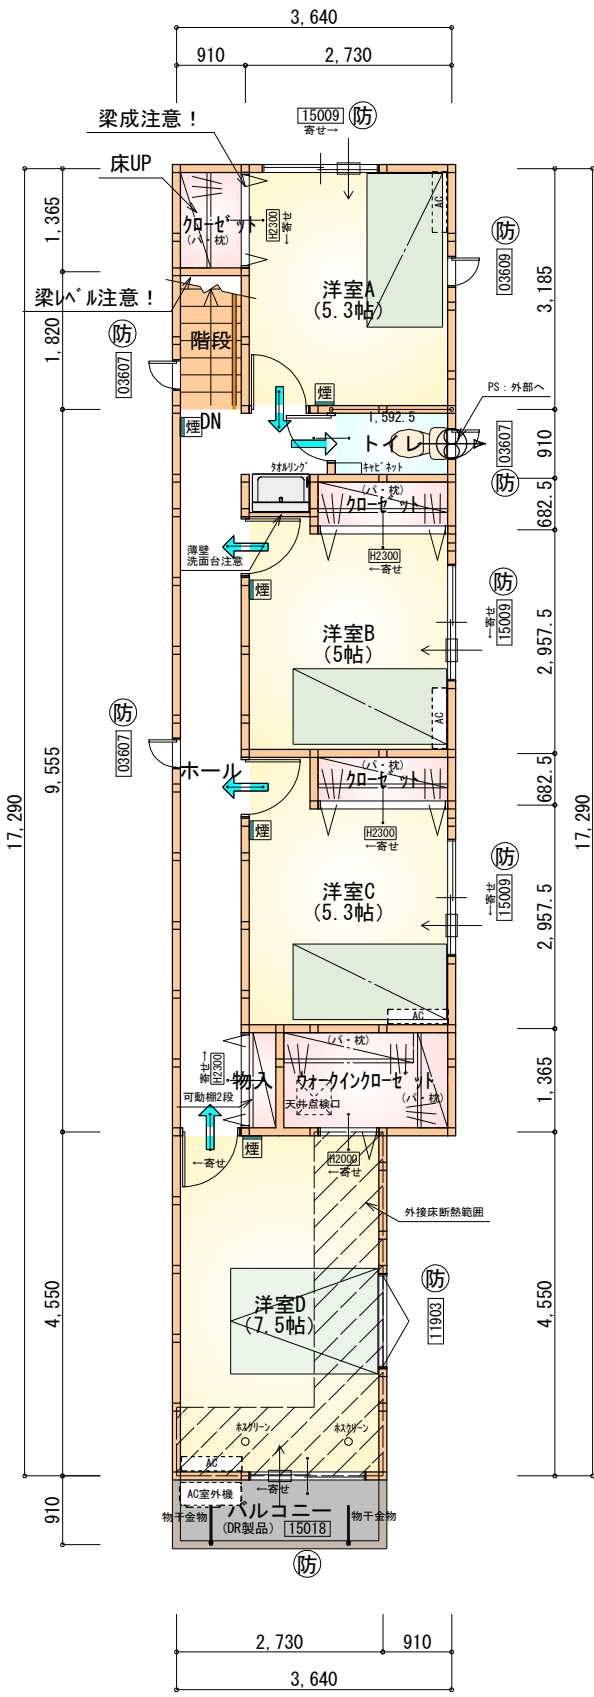 3,640
910
2,730
梁成注意！
15009
寄せ→
防
床UP
1,365
クローゼット
(パ・枕)
H2300
←寄せ
AC
防
03609
3,185
洋室A
(5.3帖)
梁レベル注意！
1,820
階段
防
03607
煙
PS：外部へ
DN
煙
1,592.5
トイレ
03607
910
タオルリング
キャビネット
防
(パ・枕)
クローゼット
682.5
薄壁
洗面台注意
H2300
←寄せ
煙
防
15009
←寄せ
洋室B
(5帖)
2,957.5
AC
防
03607
ホール
9,555
17,290
17,290
(パ・枕)
クローゼット
682.5
煙
H2300
←寄せ
防
15009
←寄せ
洋室C
(5.3帖)
2,957.5
AC
寄せ→
H2300
物入
可動棚2段
(パ・枕)
ウォークインクローゼット
天井点検口
(パ・枕)
1,365
煙
←寄せ
H2000
←寄せ
外接床断熱範囲
4,550
洋室D
(7.5帖)
防
11903
4,550
ホスクリーン
ホスクリーン
AC
←寄せ
AC室外機
910
物干金物
バルコニー
物干金物
(DR製品)
15018
防
2,730
910
3,640